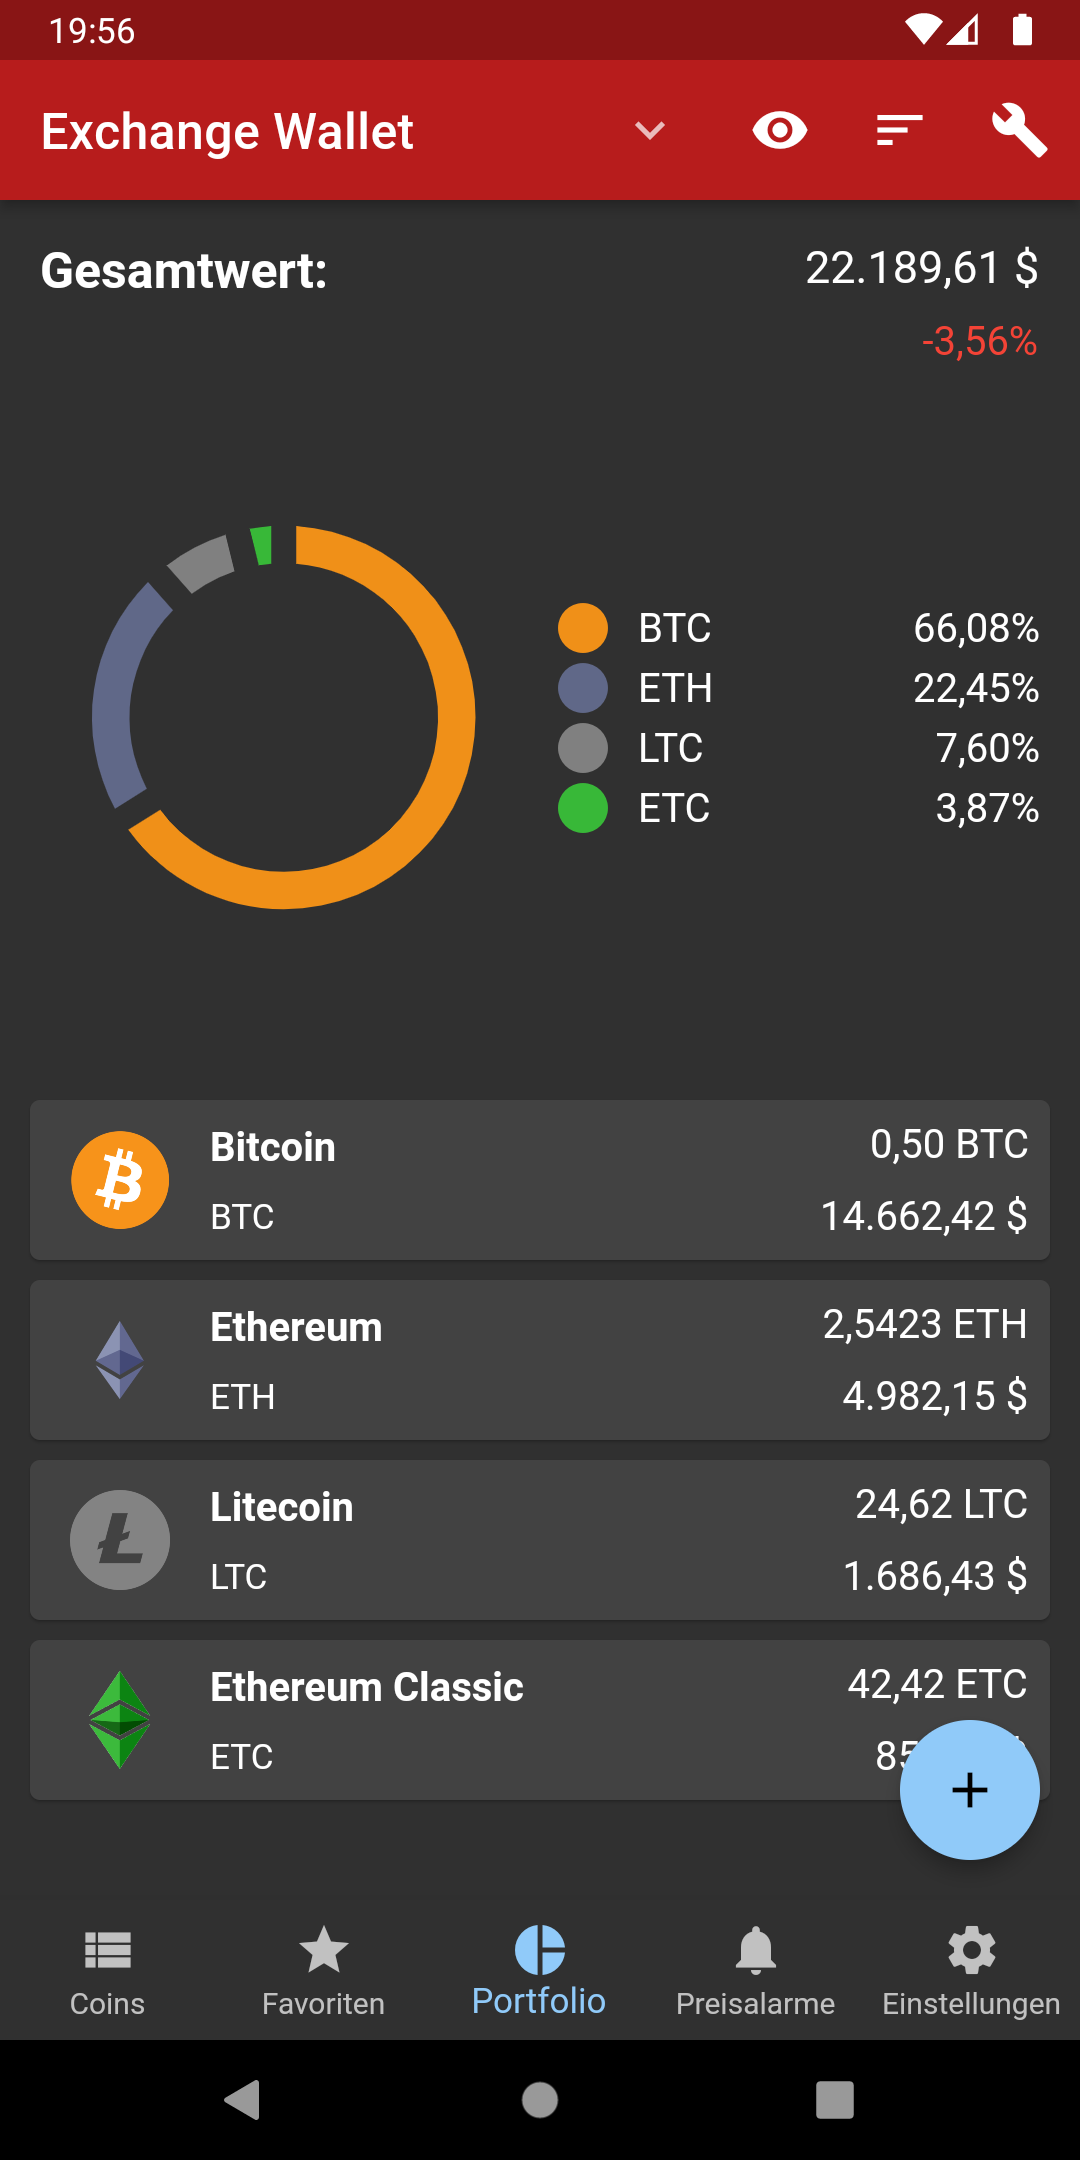 19:56
Exchange Wallet
Gesamtwert: 22.189,61 $
-3,56%
BTC 66,08%
ETH 22,45%
LTC 7,60%
ETC 3,87%
Bitcoin 0,50 BTC
BTC 14.662,42 $
Ethereum 2,5423 ETH
ETH 4.982,15 $
Litecoin 24,62 LTC
LTC 1.686,43 $
Ethereum Classic 42,42 ETC
ETC
Coins Favoriten Portfolio Preisalarme Einstellungen